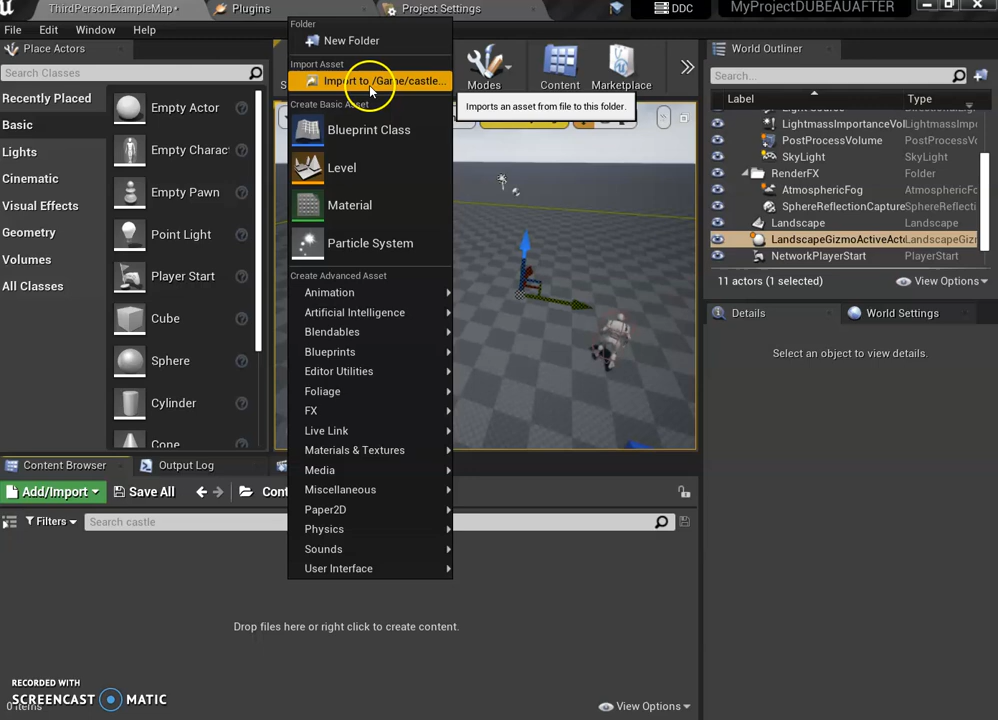 ThirdPersonExampleMap•
Plugins
Project Settings
DDC
MyProjectDUBEAUAFTER
File
Edit
Window
Help
Place Actors
Search Classes
Recently Placed
Basic
Lights
Cinematic
Visual Effects
Geometry
Volumes
All Classes
Empty Actor
Empty Charac
Empty Pawn
Point Light
Player Start
Cube
Sphere
Cylinder
Cone
Folder
New Folder
Import Asset
Import to /Game/castle...
Imports an asset from file to this folder.
Create Basic Asset
Blueprint Class
Level
Material
Particle System
Create Advanced Asset
Animation
Artificial Intelligence
Blendables
Blueprints
Editor Utilities
Foliage
FX
Live Link
Materials & Textures
Media
Miscellaneous
Paper2D
Physics
Sounds
User Interface
Modes
Content
Marketplace
World Outliner
Search...
Label
Type
LightmassImportanceVol
LightmassImpo
PostProcessVolume
PostProcessVo
SkyLight
SkyLight
RenderFX
Folder
AtmosphericFog
AtmosphericFo
SphereReflectionCapture
SphereReflecti
Landscape
Landscape
LandscapeGizmoActiveActo
LandscapeGizm
NetworkPlayerStart
PlayerStart
11 actors (1 selected)
View Options
Details
World Settings
Select an object to view details.
Content Browser
Output Log
Add/Import
Save All
Cont
Filters
Search castle
Drop files here or right click to create content.
RECORDED WITH
SCREENCAST MATIC
0 items
View Options